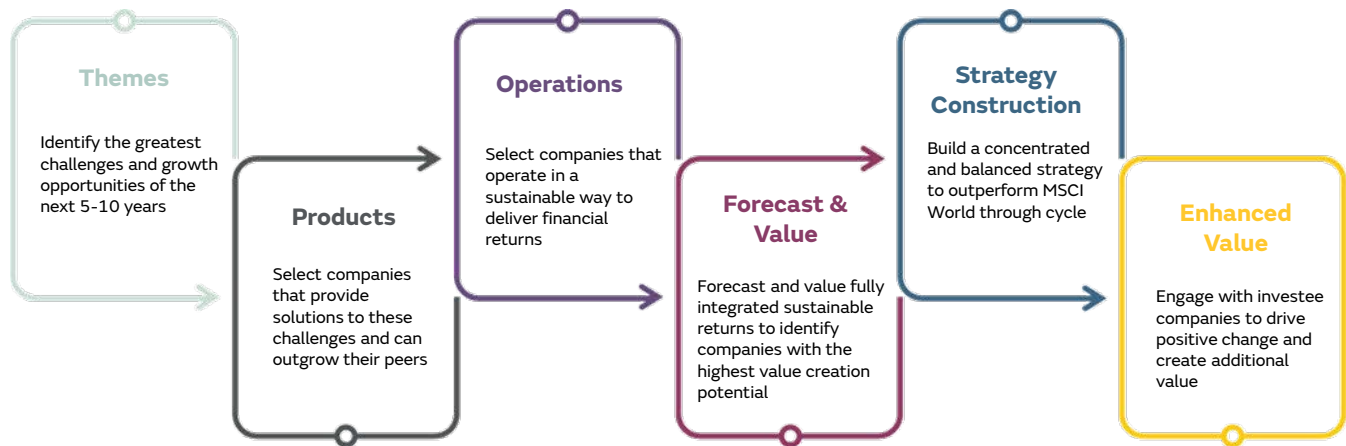 Themes
Identify the greatest
challenges and growth
opportunities of the
next 5-10 years
Products
Select companies
that provide
solutions to these
challenges and can
outgrow their peers
Operations
Select companies that
operate in a
sustainable way to
deliver financial
returns
Forecast &
Value
Forecast and value fully
integrated sustainable
returns to identify
companies with the
highest value creation
potential
Strategy
Construction
Build a concentrated
and balanced strategy
to outperform MSCI
World through cycle
Enhanced
Value
Engage with investee
companies to drive
positive change and
create additional
value